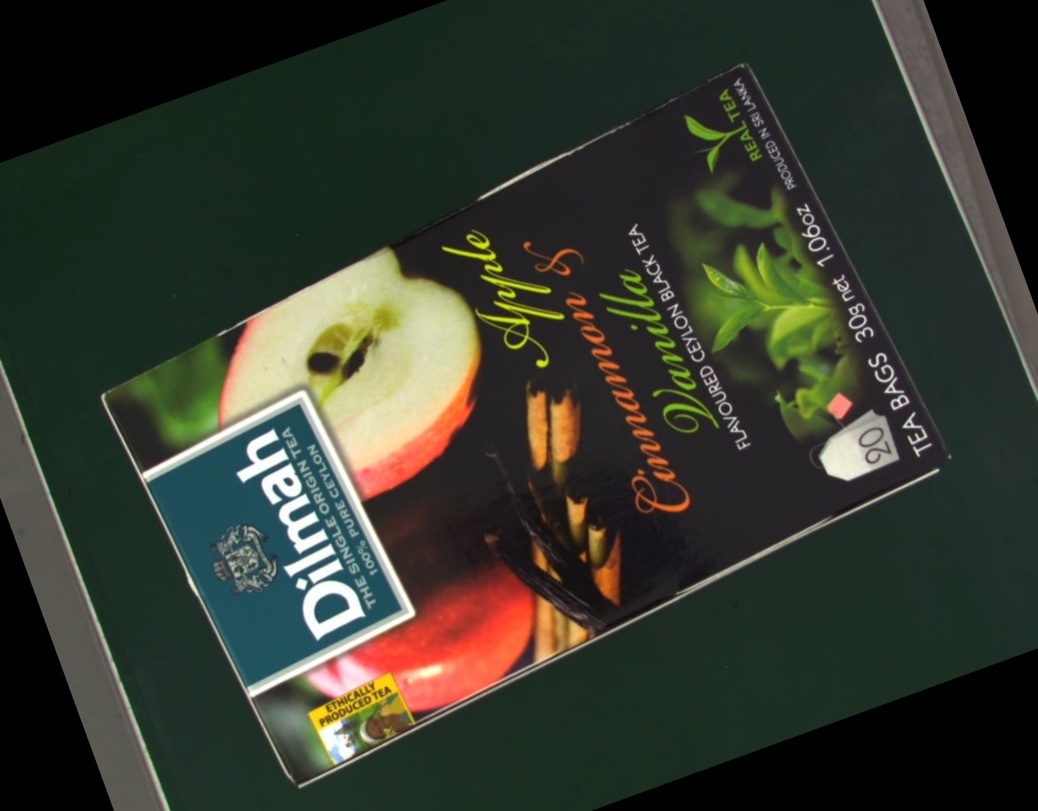 Dilmah
THE SINGLE ORIGIN TEA
100% PURE CEYLON
ETHICALLY
PRODUCED TEA
Apple
Cinnamon &
Vanilla
FLAVOURED CEYLON BLACK TEA
REAL TEA
PRODUCED IN SRI LANKA
20
TEA BAGS 30g net 1.06oz